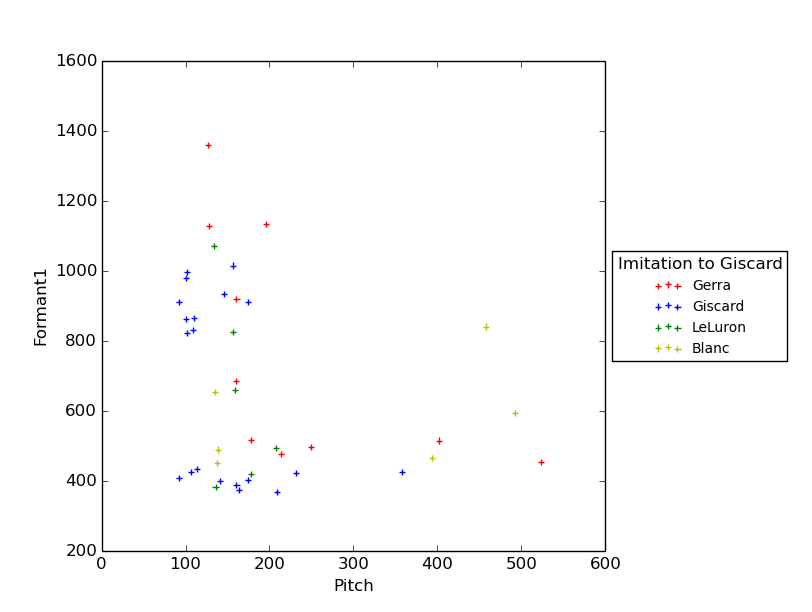 1600
1400
1200
1000
800
600
400
200
Formant1
0 100 200 300 400 500 600
Pitch
Imitation to Giscard
Gerra
Giscard
LeLuron
Blanc